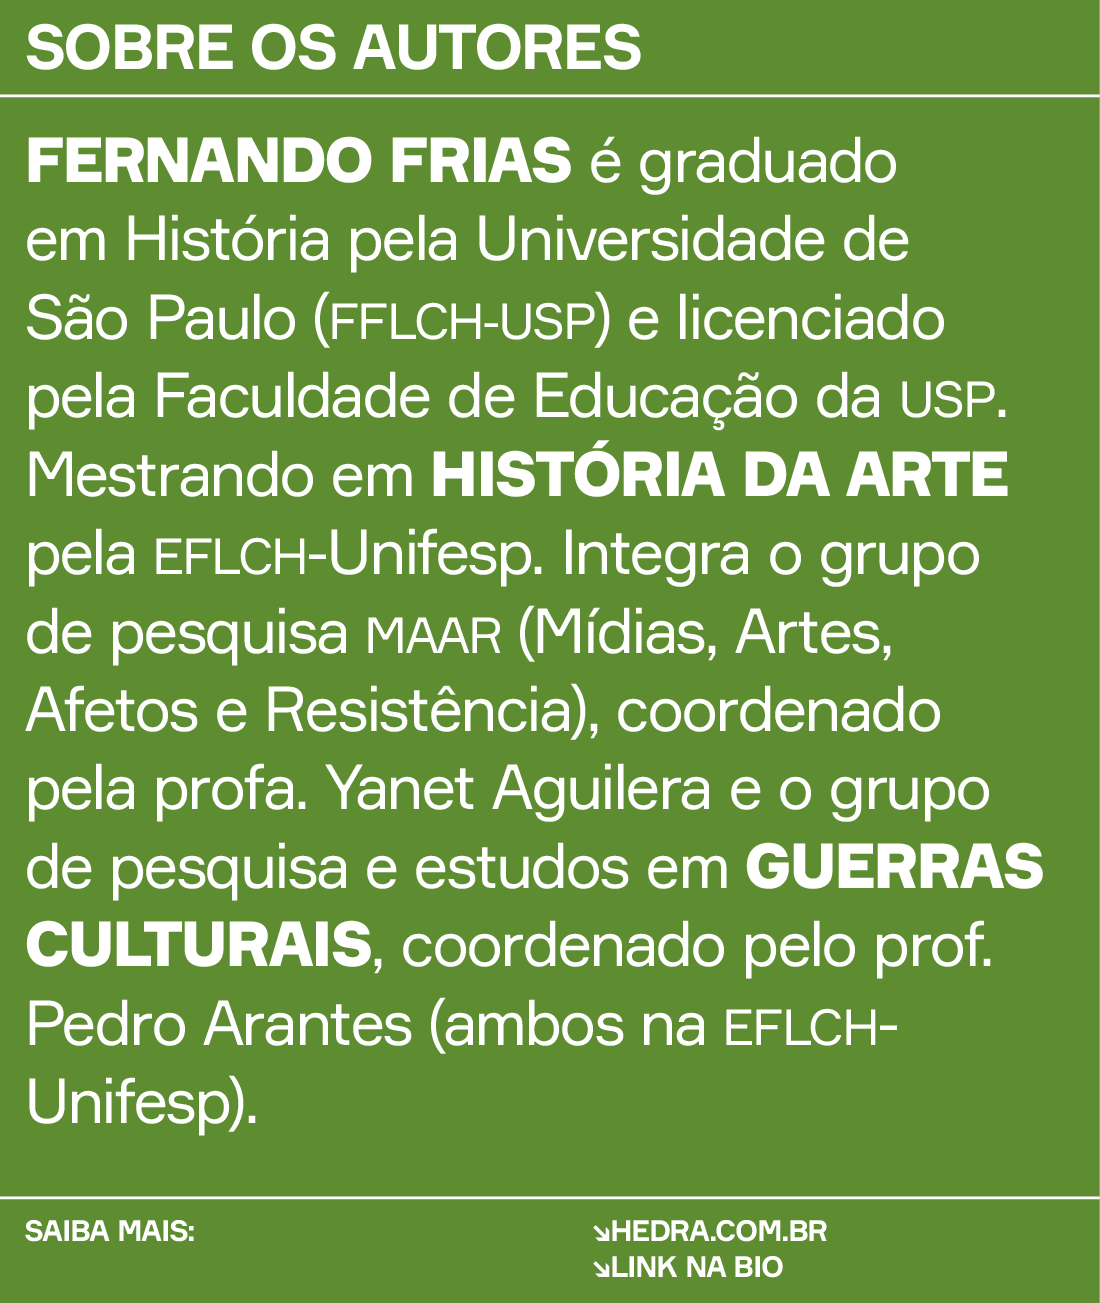 SOBRE OS AUTORES
FERNANDO FRIAS é graduado
em História pela Universidade de
São Paulo (FFLCH-USP) e licenciado
pela Faculdade de Educação da USP.
Mestrando em HISTÓRIA DA ARTE
pela EFLCH-Unifesp. Integra o grupo
de pesquisa MAAR (Mídias, Artes,
Afetos e Resistência), coordenado
pela profa. Yanet Aguilera e o grupo
de pesquisa e estudos em GUERRAS
CULTURAIS, coordenado pelo prof.
Pedro Arantes (ambos na EFLCH-
Unifesp).
SAIBA MAIS:
↘HEDRA.COM.BR
↘LINK NA BIO